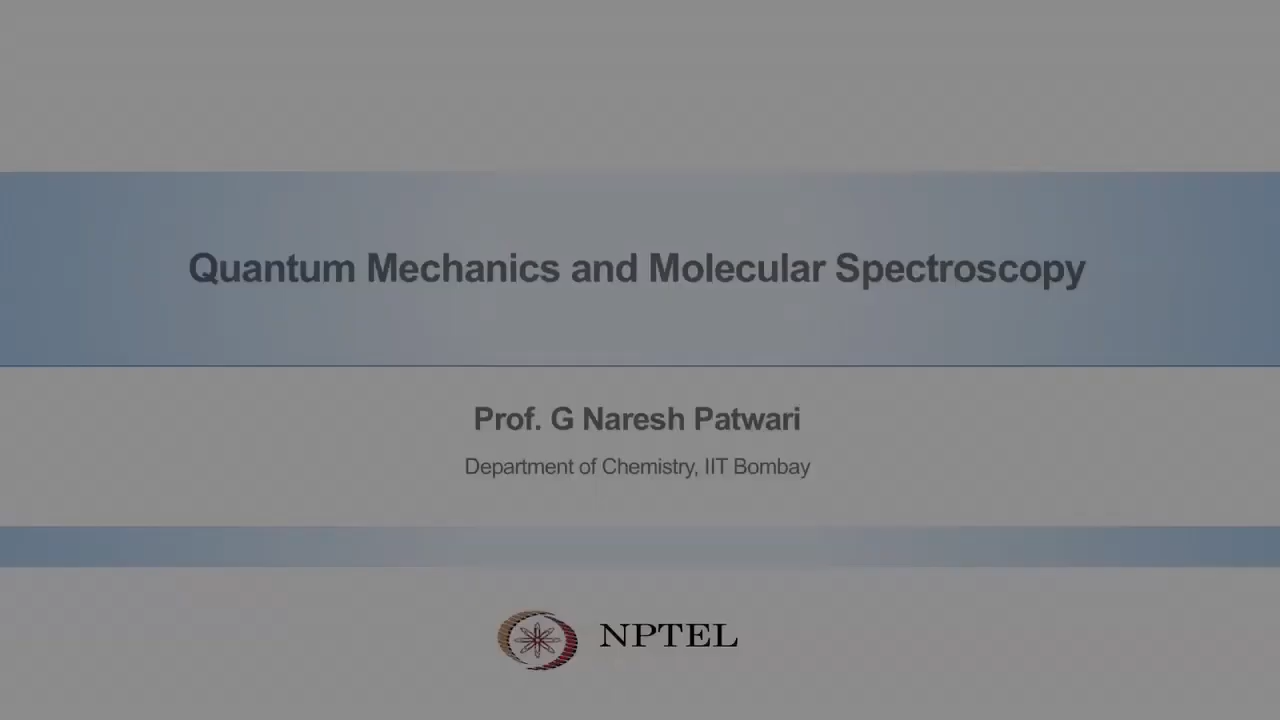 Quantum Mechanics and Molecular Spectroscopy
Prof. G Naresh Patwari
Department of Chemistry, IIT Bombay
NPTEL